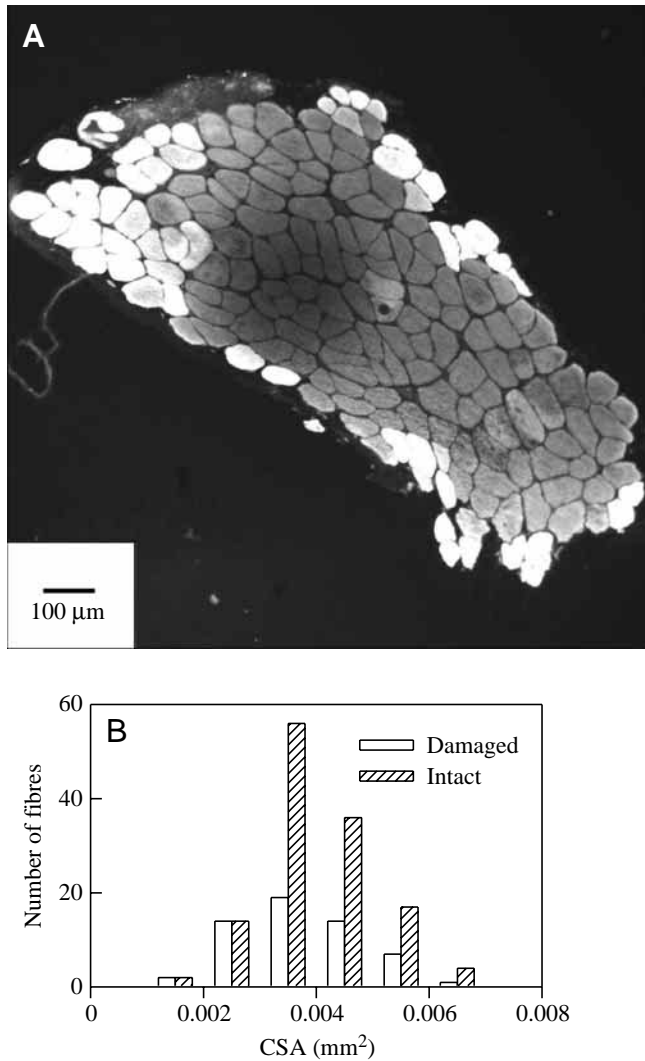 A
100 μm
B
60
40
20
0
Number of fibres
Damaged
Intact
0
0.002
0.004
0.006
0.008
CSA (mm²)